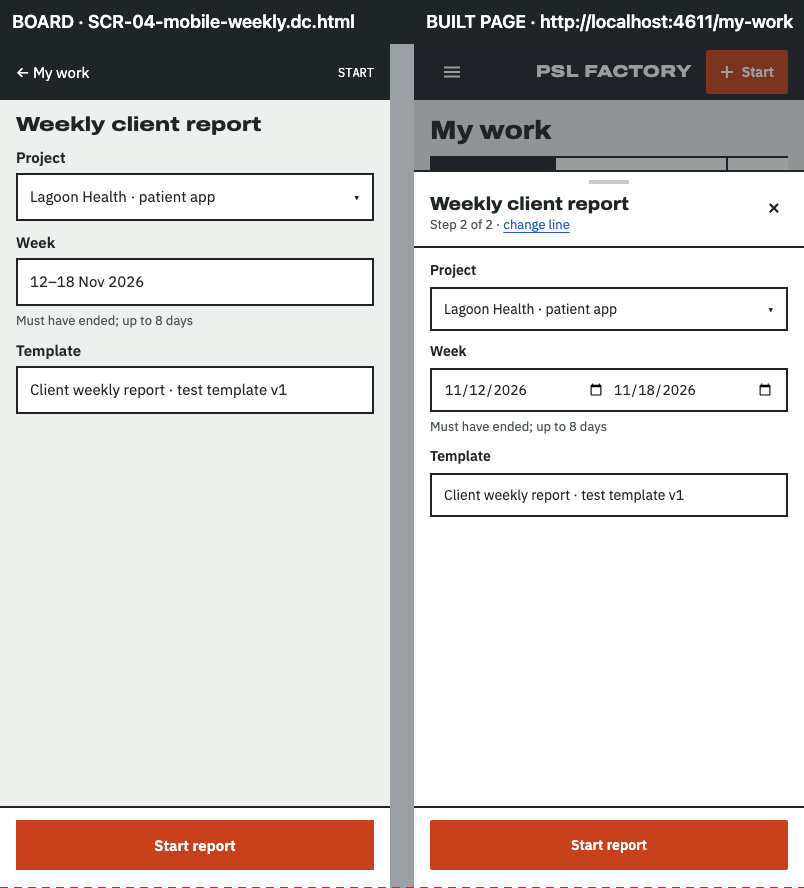 BOARD · SCR-04-mobile-weekly.dc.html
← My work
START
Weekly client report
Project
Lagoon Health · patient app
Week
12–18 Nov 2026
Must have ended; up to 8 days
Template
Client weekly report · test template v1
Start report
BUILT PAGE · http://localhost:4611/my-work
PSL FACTORY
+ Start
My work
Weekly client report
×
Step 2 of 2 · change line
Project
Lagoon Health · patient app
Week
11/12/2026 11/18/2026
Must have ended; up to 8 days
Template
Client weekly report · test template v1
Start report